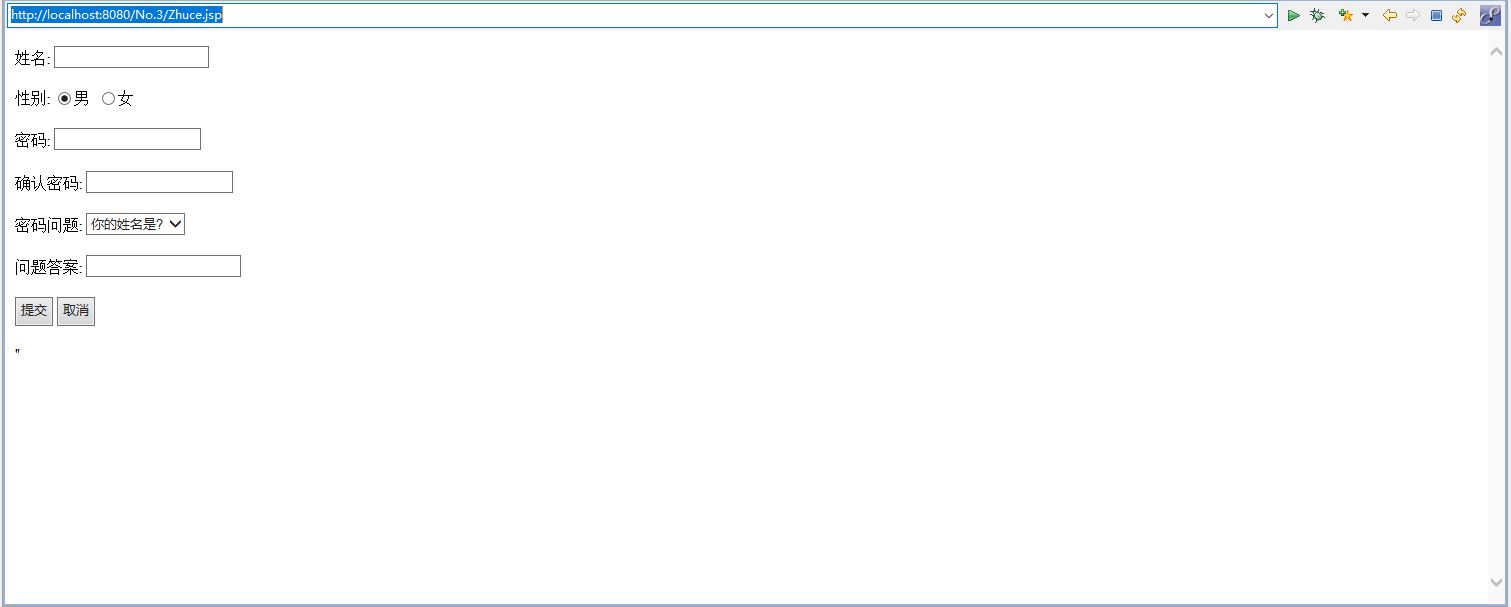 http://localhost:8080/No.3/Zhuce.jsp
姓名:
性别: 男 女
密码:
确认密码:
密码问题: 你的姓名是?
问题答案:
提交 取消
"